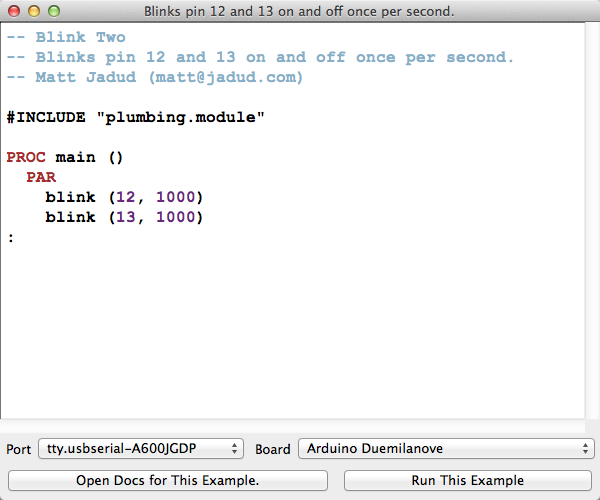 Blinks pin 12 and 13 on and off once per second.
-- Blink Two
-- Blinks pin 12 and 13 on and off once per second.
-- Matt Jadud (matt@jadud.com)
#INCLUDE "plumbing.module"
PROC main ()
PAR
blink (12, 1000)
blink (13, 1000)
:
Port tty.usbserial-A600JGDP Board Arduino Duemilanove
Open Docs for This Example. Run This Example